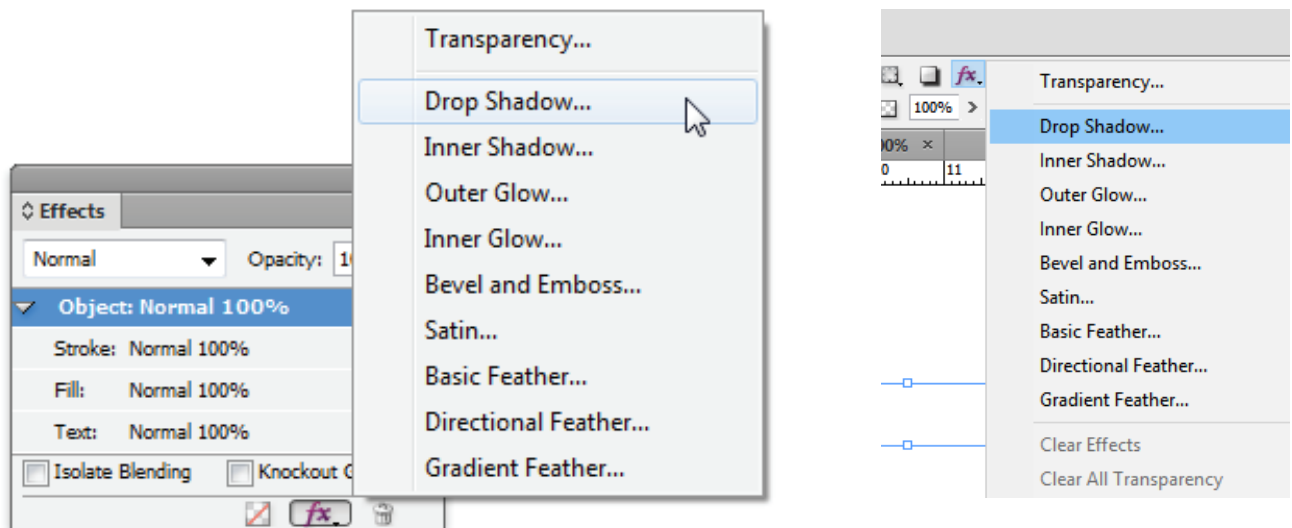 Effects
Normal
Opacity:
Object: Normal 100%
Stroke: Normal 100%
Fill: Normal 100%
Text: Normal 100%
Isolate Blending
Knockout
fx.
Transparency...
Drop Shadow...
Inner Shadow...
Outer Glow...
Inner Glow...
Bevel and Emboss...
Satin...
Basic Feather...
Directional Feather...
Gradient Feather...
fx.
100% >
00% ×
0 11
Transparency...
Drop Shadow...
Inner Shadow...
Outer Glow...
Inner Glow...
Bevel and Emboss...
Satin...
Basic Feather...
Directional Feather...
Gradient Feather...
Clear Effects
Clear All Transparency